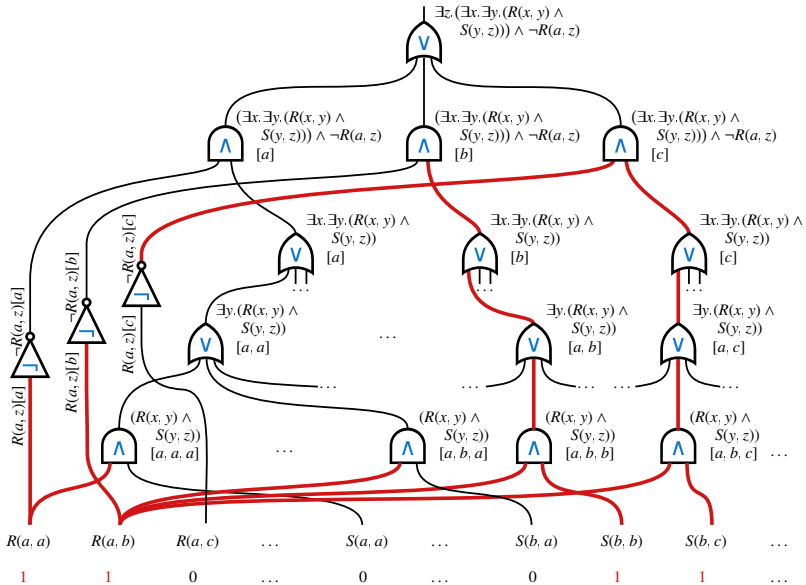 ∃z.(∃x.∃y.(R(x, y) ∧
S(y, z))) ∧ ¬R(a, z)
∨
(∃x.∃y.(R(x, y) ∧
S(y, z))) ∧ ¬R(a, z)
[a]
∧
(∃x.∃y.(R(x, y) ∧
S(y, z))) ∧ ¬R(a, z)
[b]
∧
(∃x.∃y.(R(x, y) ∧
S(y, z))) ∧ ¬R(a, z)
[c]
∧
¬R(a, z)[a]
¬R(a, z)[b]
¬R(a, z)[c]
∃x.∃y.(R(x, y) ∧
S(y, z))
[a]
∨
...
∃x.∃y.(R(x, y) ∧
S(y, z))
[b]
∨
...
∃x.∃y.(R(x, y) ∧
S(y, z))
[c]
∨
...
¬
¬
¬
R(a, z)[a]
R(a, z)[b]
R(a, z)[c]
∃y.(R(x, y) ∧
S(y, z))
[a, a]
∨
...
...
∃y.(R(x, y) ∧
S(y, z))
[a, b]
∨
...
...
∃y.(R(x, y) ∧
S(y, z))
[a, c]
∨
...
...
(R(x, y) ∧
S(y, z))
[a, a, a]
∧
...
(R(x, y) ∧
S(y, z))
[a, b, a]
∧
(R(x, y) ∧
S(y, z))
[a, b, b]
∧
(R(x, y) ∧
S(y, z))
[a, b, c]
∧
...
R(a, a) R(a, b) R(a, c) ... S(a, a) ... S(b, a) S(b, b) S(b, c) ...
1 1 0 ... 0 ... 0 1 1 ...